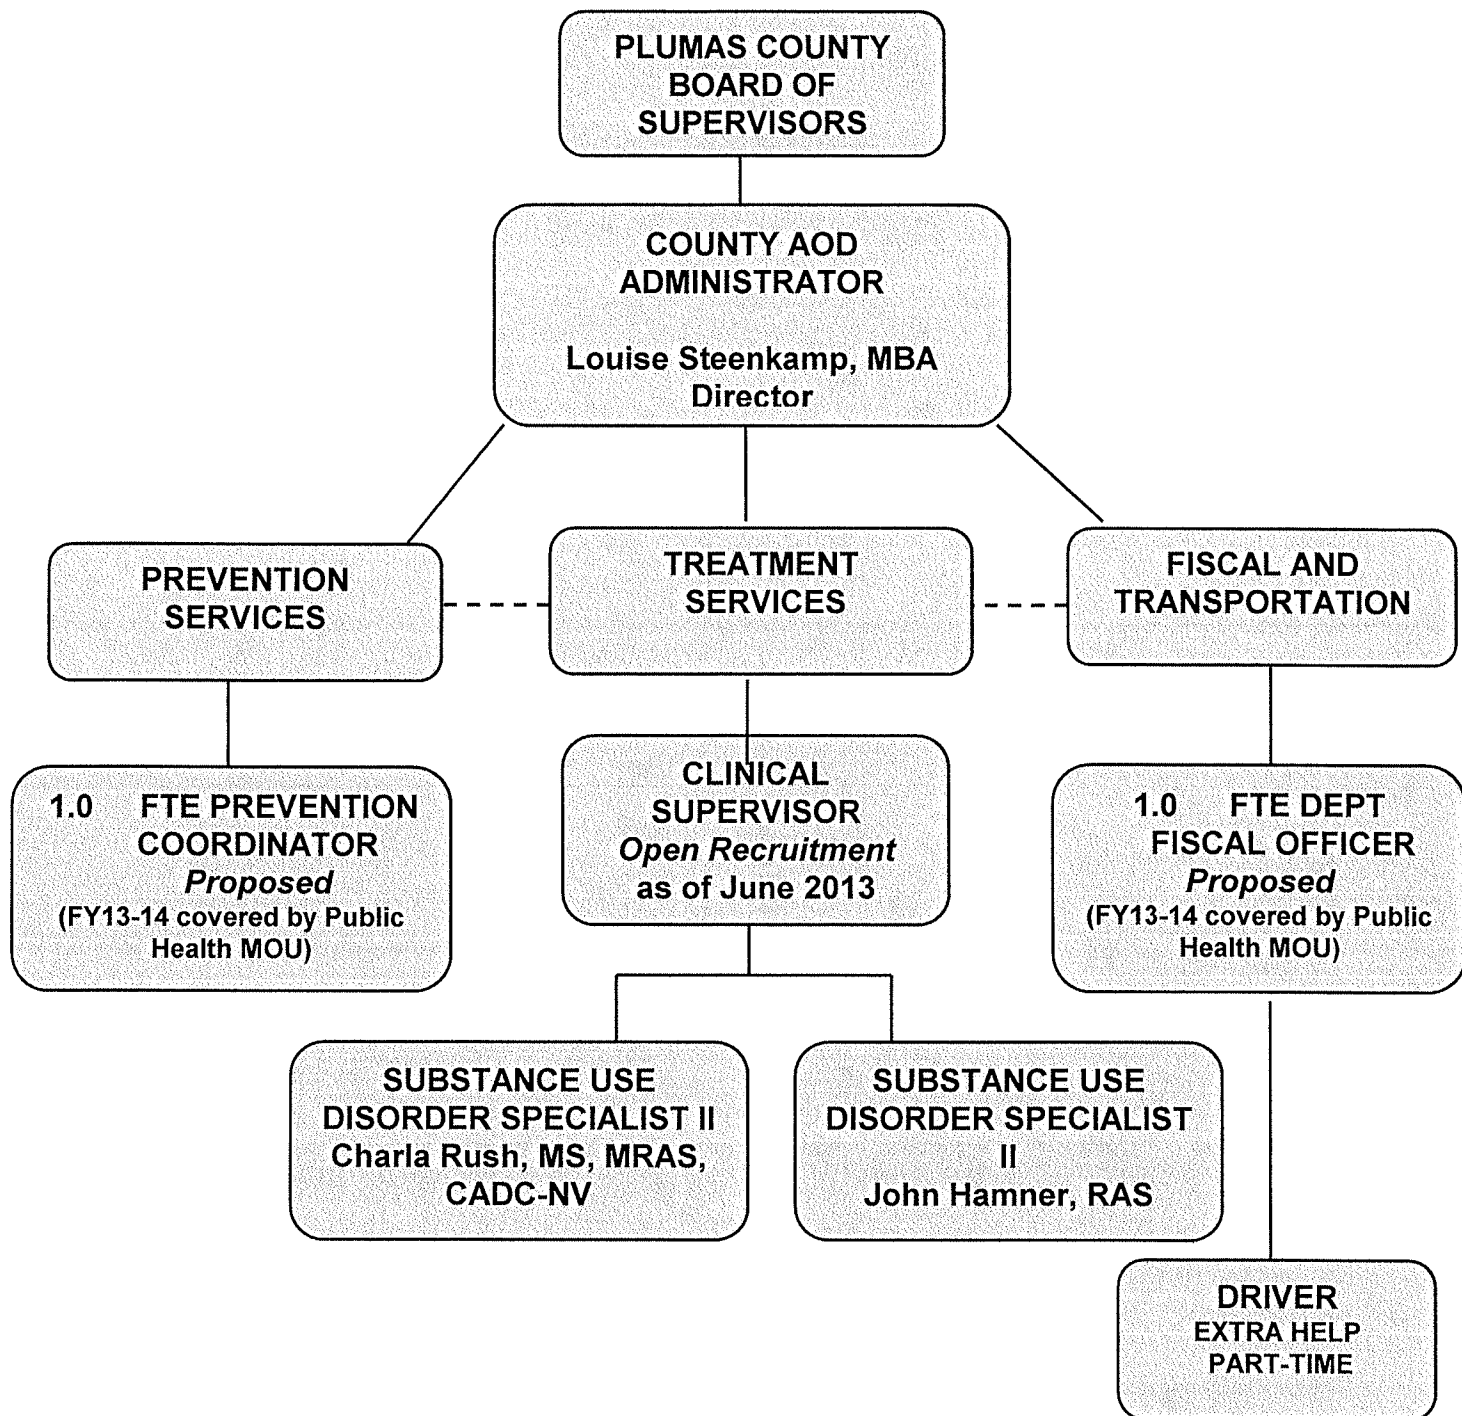 PLUMAS COUNTY
BOARD OF
SUPERVISORS
COUNTY AOD
ADMINISTRATOR
Louise Steenkamp, MBA
Director
PREVENTION
SERVICES
TREATMENT
SERVICES
FISCAL AND
TRANSPORTATION
1.0 FTE PREVENTION
COORDINATOR
Proposed
(FY13-14 covered by Public
Health MOU)
CLINICAL
SUPERVISOR
Open Recruitment
as of June 2013
1.0 FTE DEPT
FISCAL OFFICER
Proposed
(FY13-14 covered by Public
Health MOU)
SUBSTANCE USE
DISORDER SPECIALIST II
Charla Rush, MS, MRAS,
CADC-NV
SUBSTANCE USE
DISORDER SPECIALIST
II
John Hamner, RAS
DRIVER
EXTRA HELP
PART-TIME